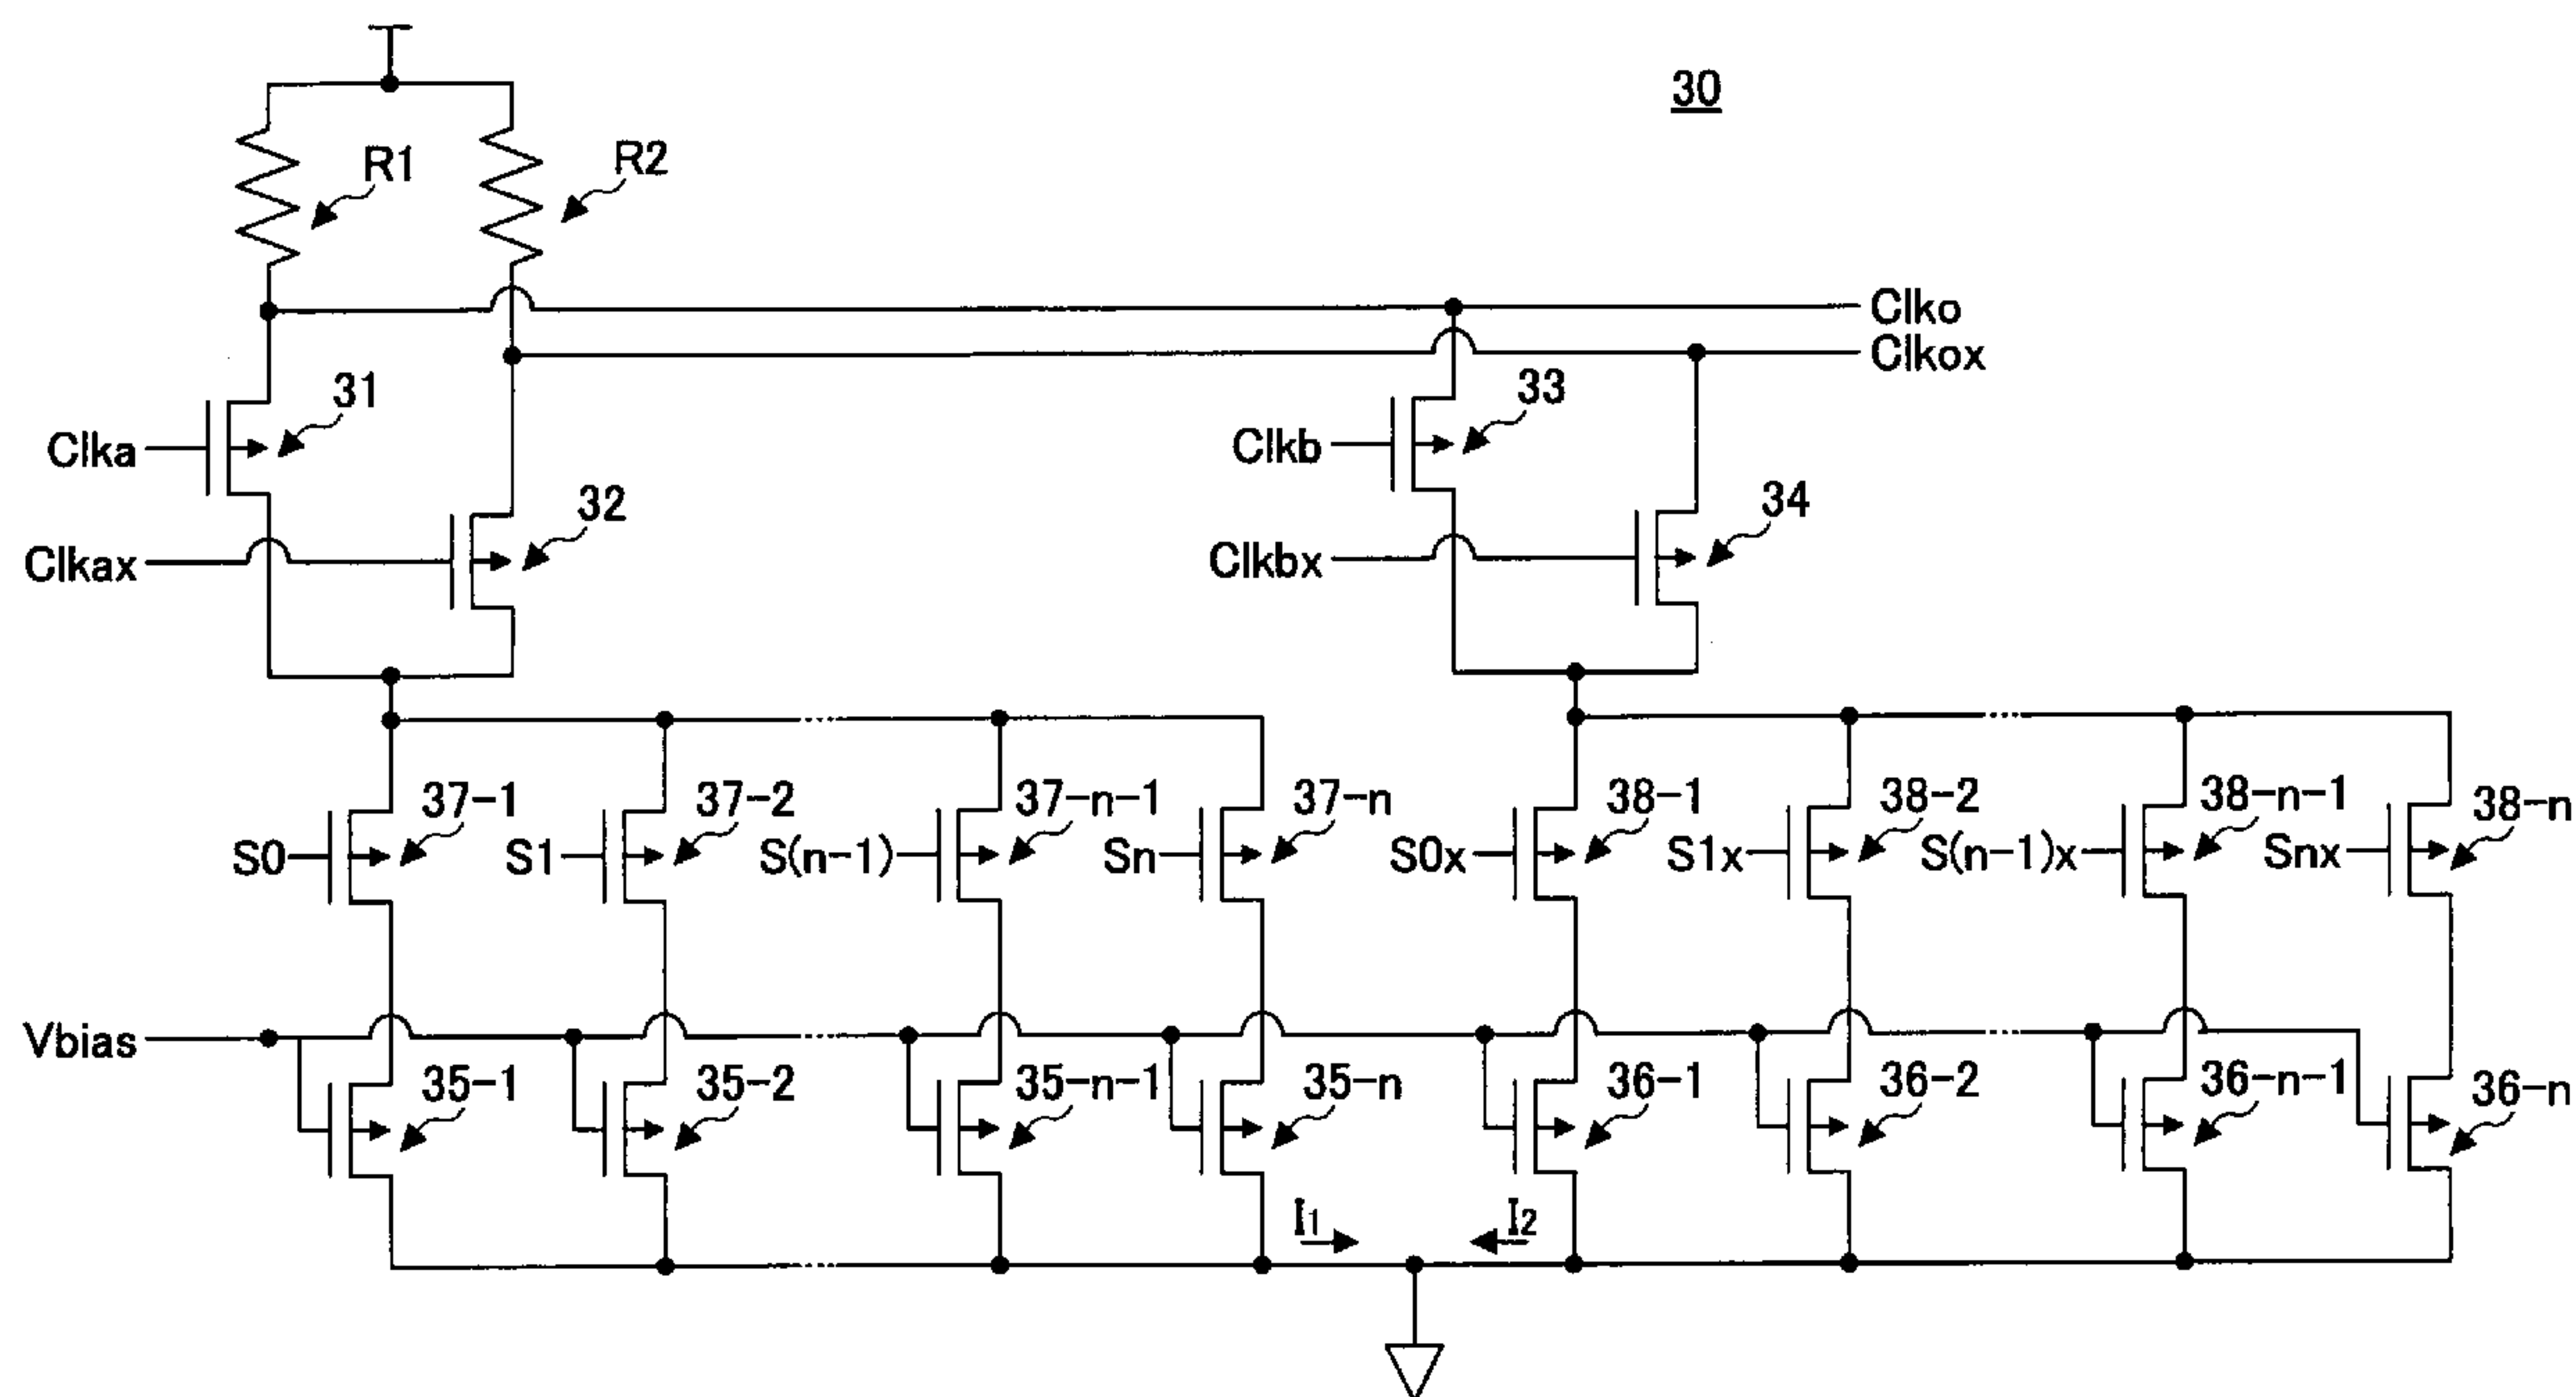 30
R1
R2
Clko
Clkox
31
33
Clka
Clkb
32
34
Clkax
Clkbx
37-1
37-2
37-n-1
37-n
38-1
38-2
38-n-1
38-n
S0
S1
S(n-1)
Sn
S0x
S1x
S(n-1)x
Snx
Vbias
35-1
35-2
35-n-1
35-n
36-1
36-2
36-n-1
36-n
I1
I2